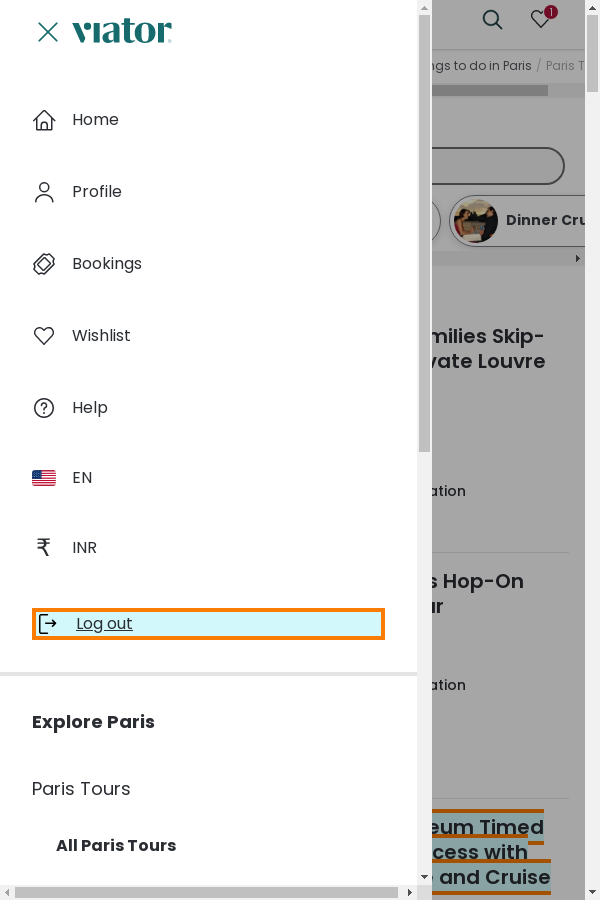 viator
1
ngs to do in Paris / Paris T
Home
Profile
Dinner Cru
Bookings
Wishlist
milies Skip-
vate Louvre
Help
EN
ation
INR
s Hop-On
ur
Log out
ation
Explore Paris
Paris Tours
eum Timed
All Paris Tours
cess with
and Cruise